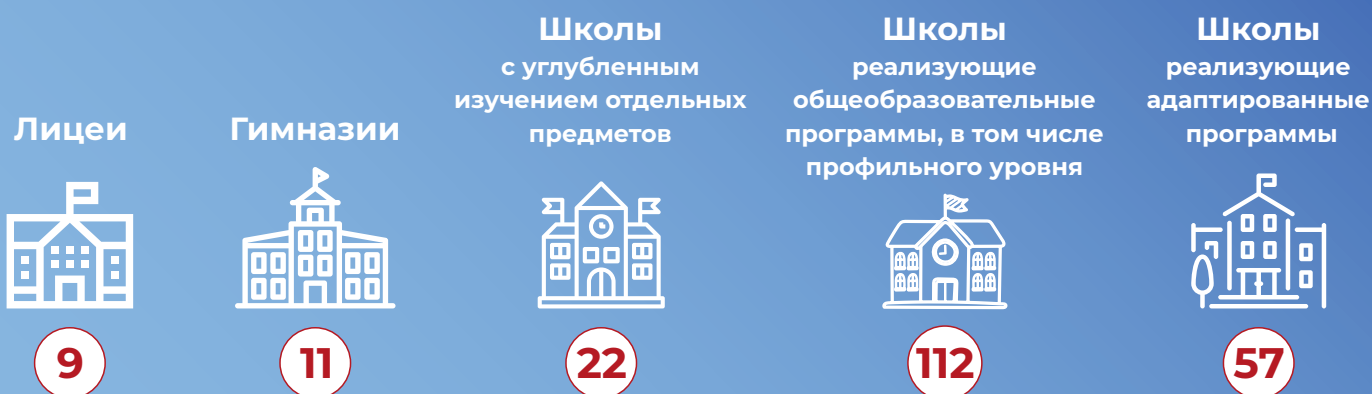 Лицеи
9
Гимназии
11
Школы
с углубленным
изучением отдельных
предметов
22
Школы
реализующие
общеобразовательные
программы, в том числе
профильного уровня
112
Школы
реализующие
адаптированные
программы
57